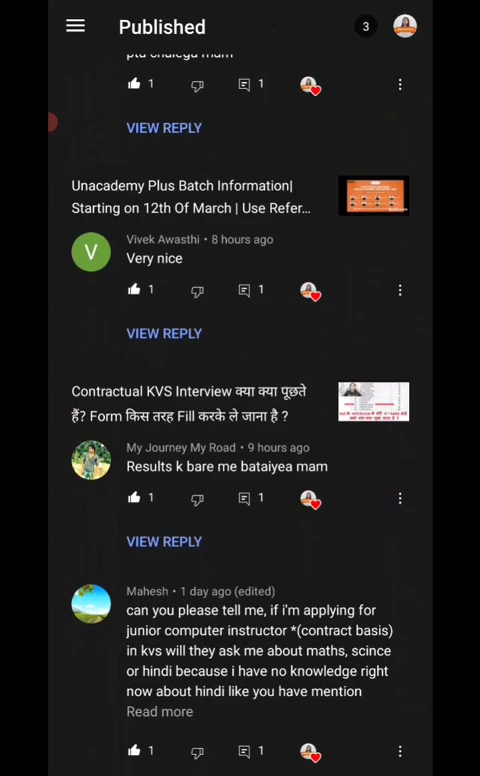 Published
3
pta chalega mam
1
1
VIEW REPLY
Unacademy Plus Batch Information|
Starting on 12th Of March | Use Refer...
V
Vivek Awasthi • 8 hours ago
Very nice
1
1
VIEW REPLY
Contractual KVS Interview क्या क्या पूछते
हैं? Form किस तरह Fill करके ले जाना है ?
My Journey My Road • 9 hours ago
Results k bare me bataiyea mam
1
1
VIEW REPLY
Mahesh • 1 day ago (edited)
can you please tell me, if i'm applying for
junior computer instructor *(contract basis)
in kvs will they ask me about maths, scince
or hindi because i have no knowledge right
now about hindi like you have mention
Read more
1
1